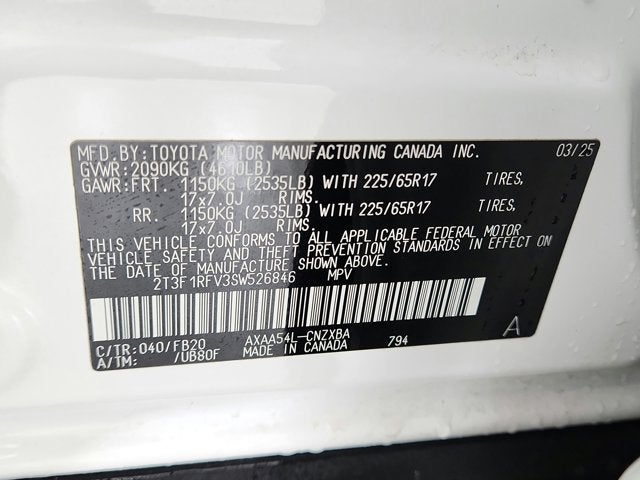 MFD.BY:TOYOTA MOTOR MANUFACTURING CANADA INC. 03/25
GVWR:2090KG (4610LB)
GAWR:FRT. 1150KG (2535LB) WITH 225/65R17 TIRES,
17x7.0J RIMS.
RR. 1150KG (2535LB) WITH 225/65R17 TIRES,
17x7.0J RIMS.
THIS VEHICLE CONFORMS TO ALL APPLICABLE FEDERAL MOTOR
VEHICLE SAFETY AND THEFT PREVENTION STANDARDS IN EFFECT ON
THE DATE OF MANUFACTURE SHOWN ABOVE.
2T3F1RFV3SW526846 MPV
C/TR:040/FB20 AXAA54L-CNZXBA 794 A
A/TM: /UB80F MADE IN CANADA